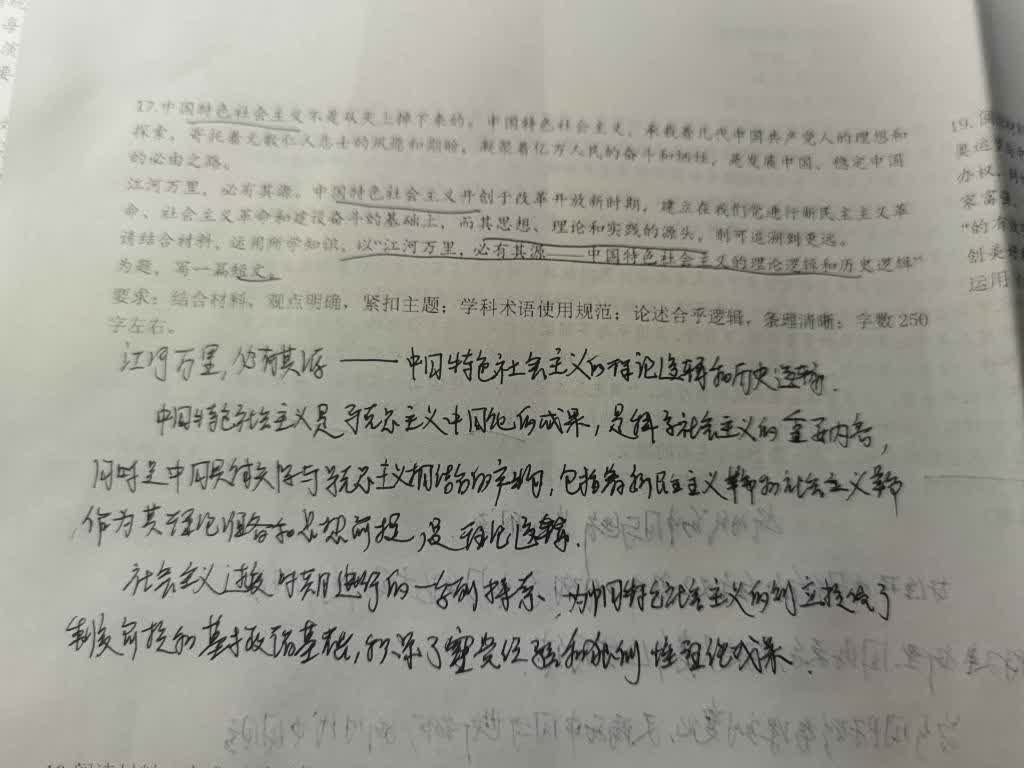 17.中国特色社会主义不是从天上掉下来的。中国特色社会主义，承载着几代中国共产党人的理想和
探索，寄托着无数仁人志士的夙愿和期盼，凝聚着亿万人民的奋斗和牺牲，是发展中国、稳定中国
的必由之路。
江河万里，必有其源。中国特色社会主义开创于改革开放新时期，建立在我们党进行新民主主义革
命、社会主义革命和建设奋斗的基础上，而其思想、理论和实践的源头，则可追溯到更远。
请结合材料，运用所学知识，以“江河万里，必有其源——中国特色社会主义的理论逻辑和历史逻辑”
为题，写一篇短文。
要求：结合材料、观点明确，紧扣主题；学科术语使用规范；论述合乎逻辑，条理清晰；字数250
字左右。
江河万里，必有其源——中国特色社会主义的理论逻辑和历史逻辑.
中国特色社会主义是马克思主义中国化的成果，是科学社会主义的重要内容，
同时是中国具体实际与马克思主义相结合的产物，包括着新民主主义革命和社会主义革命
作为其理论准备和思想前提，是理论逻辑.
社会主义建设时期进行的一系列探索、为中国特色社会主义的创立提供了
制度前提和基本政治基础，积累了宝贵经验和独创性理论成果.
19.
要运
办权
家富
"的
创美
运用
导
演
要